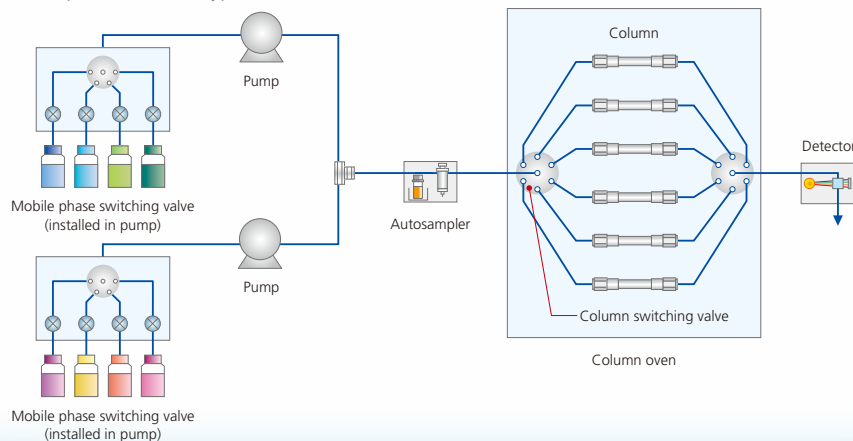 Pump
Column
Detector
Mobile phase switching valve
(installed in pump)
Autosampler
Pump
Column switching valve
Column oven
Mobile phase switching valve
(installed in pump)